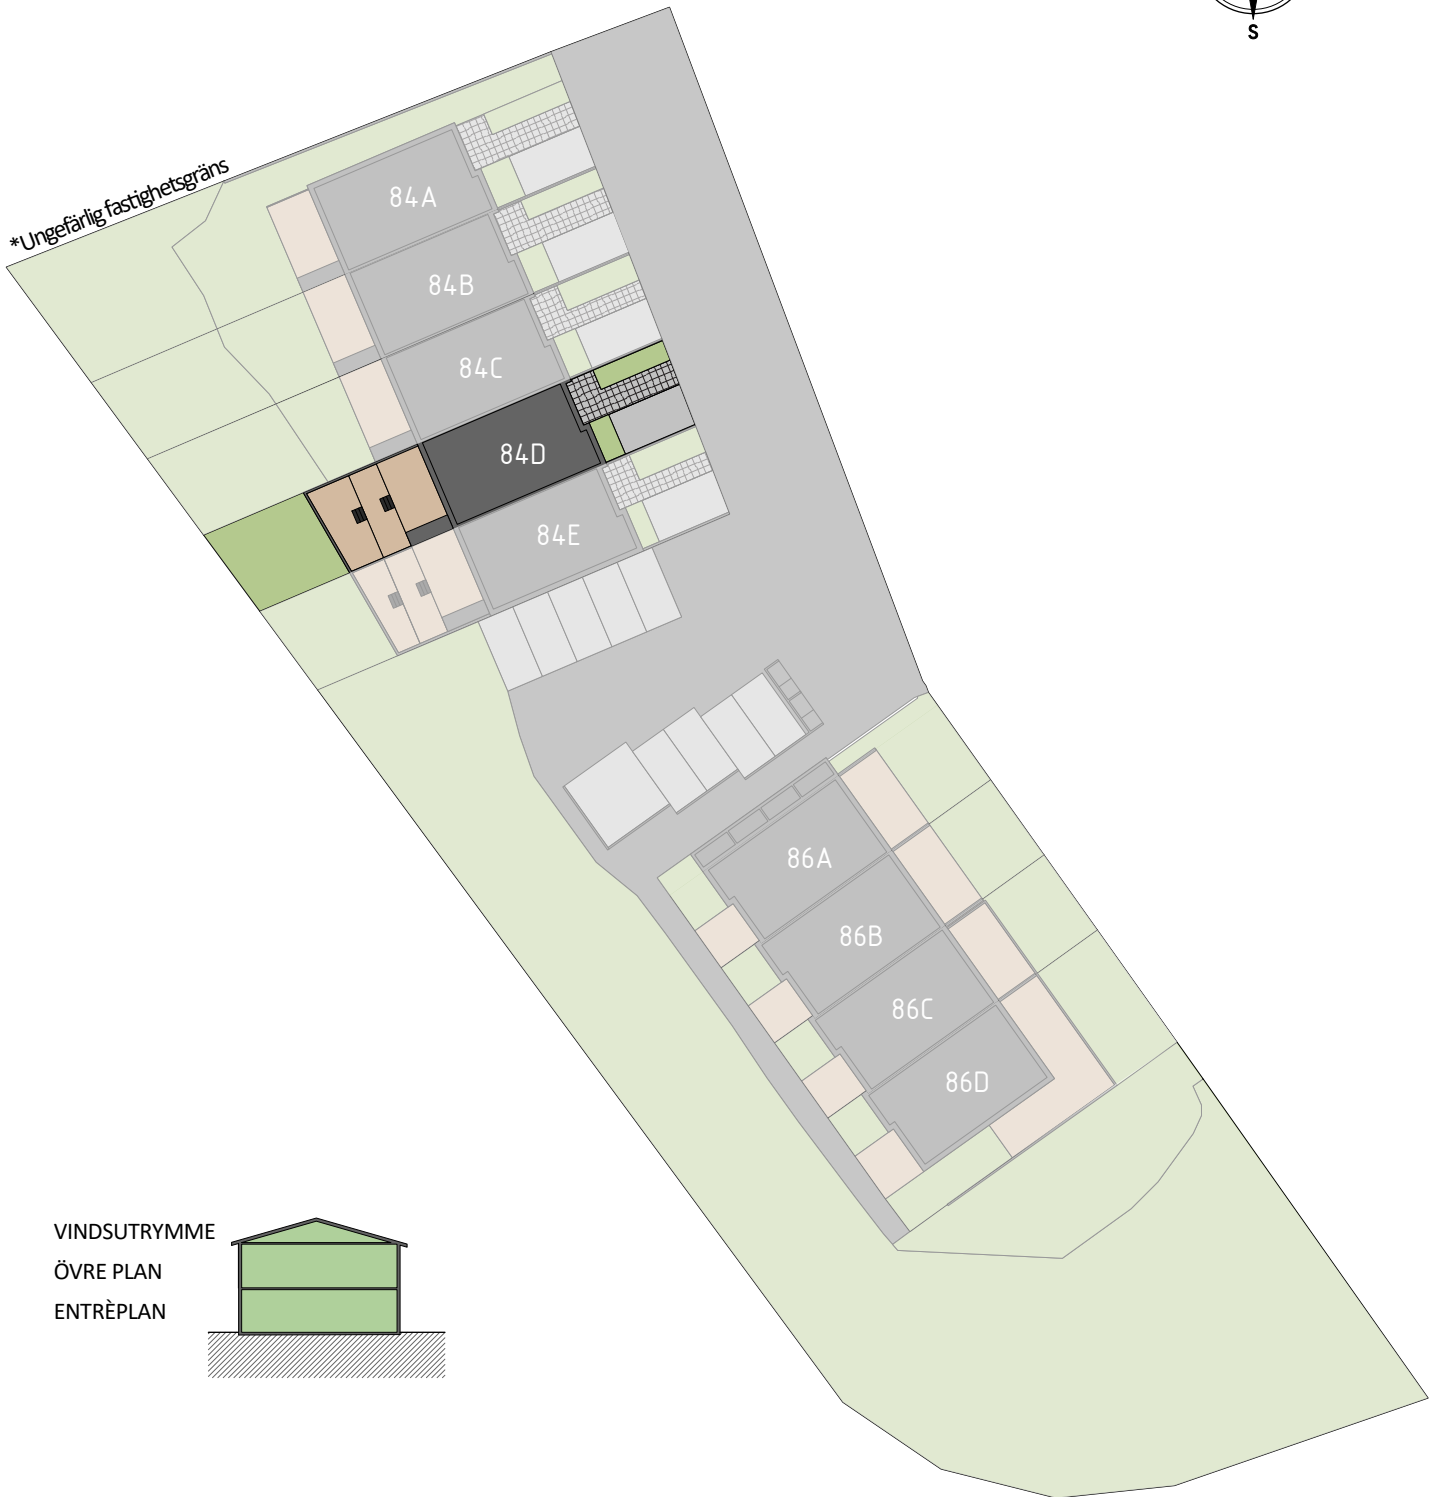 S
*Ungefärlig fastighetsgräns
84A
84B
84C
84D
84E
86A
86B
86C
86D
VINDSUTRYMME
ÖVRE PLAN
ENTRÈPLAN